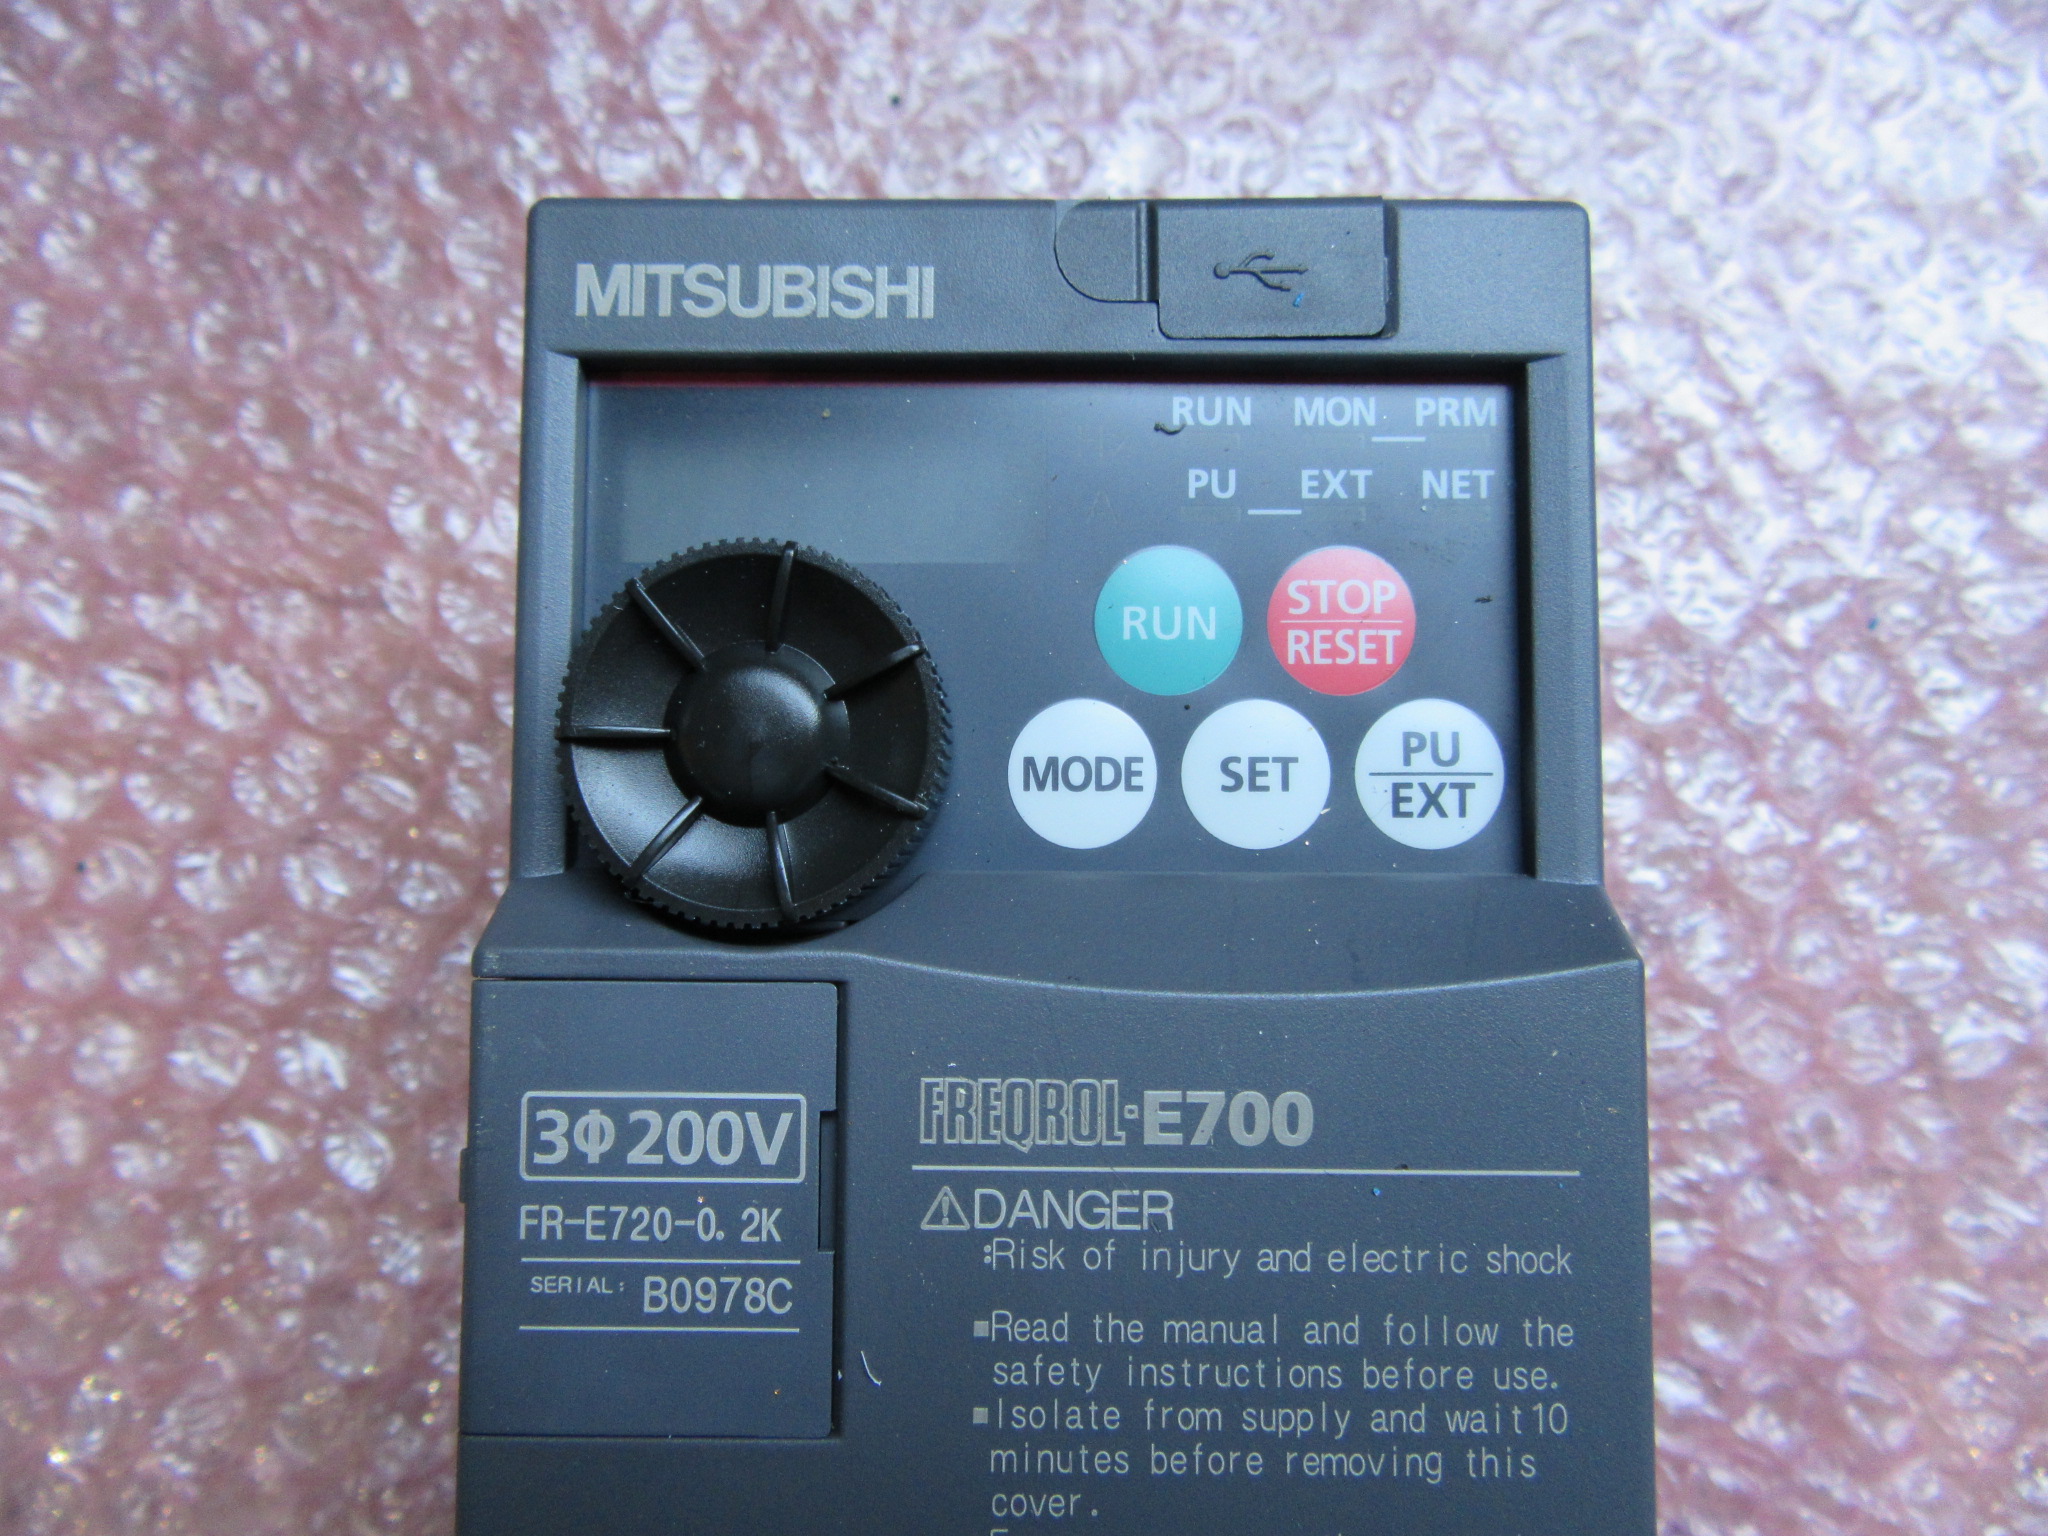 MITSUBISHI
RUN MON PRM
PU EXT NET
RUN
STOP
RESET
MODE
SET
PU
EXT
3Φ 200V
FR-E720-0. 2K
SERIAL: B0978C
FREQROL-E700
⚠DANGER
:Risk of injury and electric shock
■Read the manual and follow the
safety instructions before use.
■Isolate from supply and wait 10
minutes before removing this
cover.